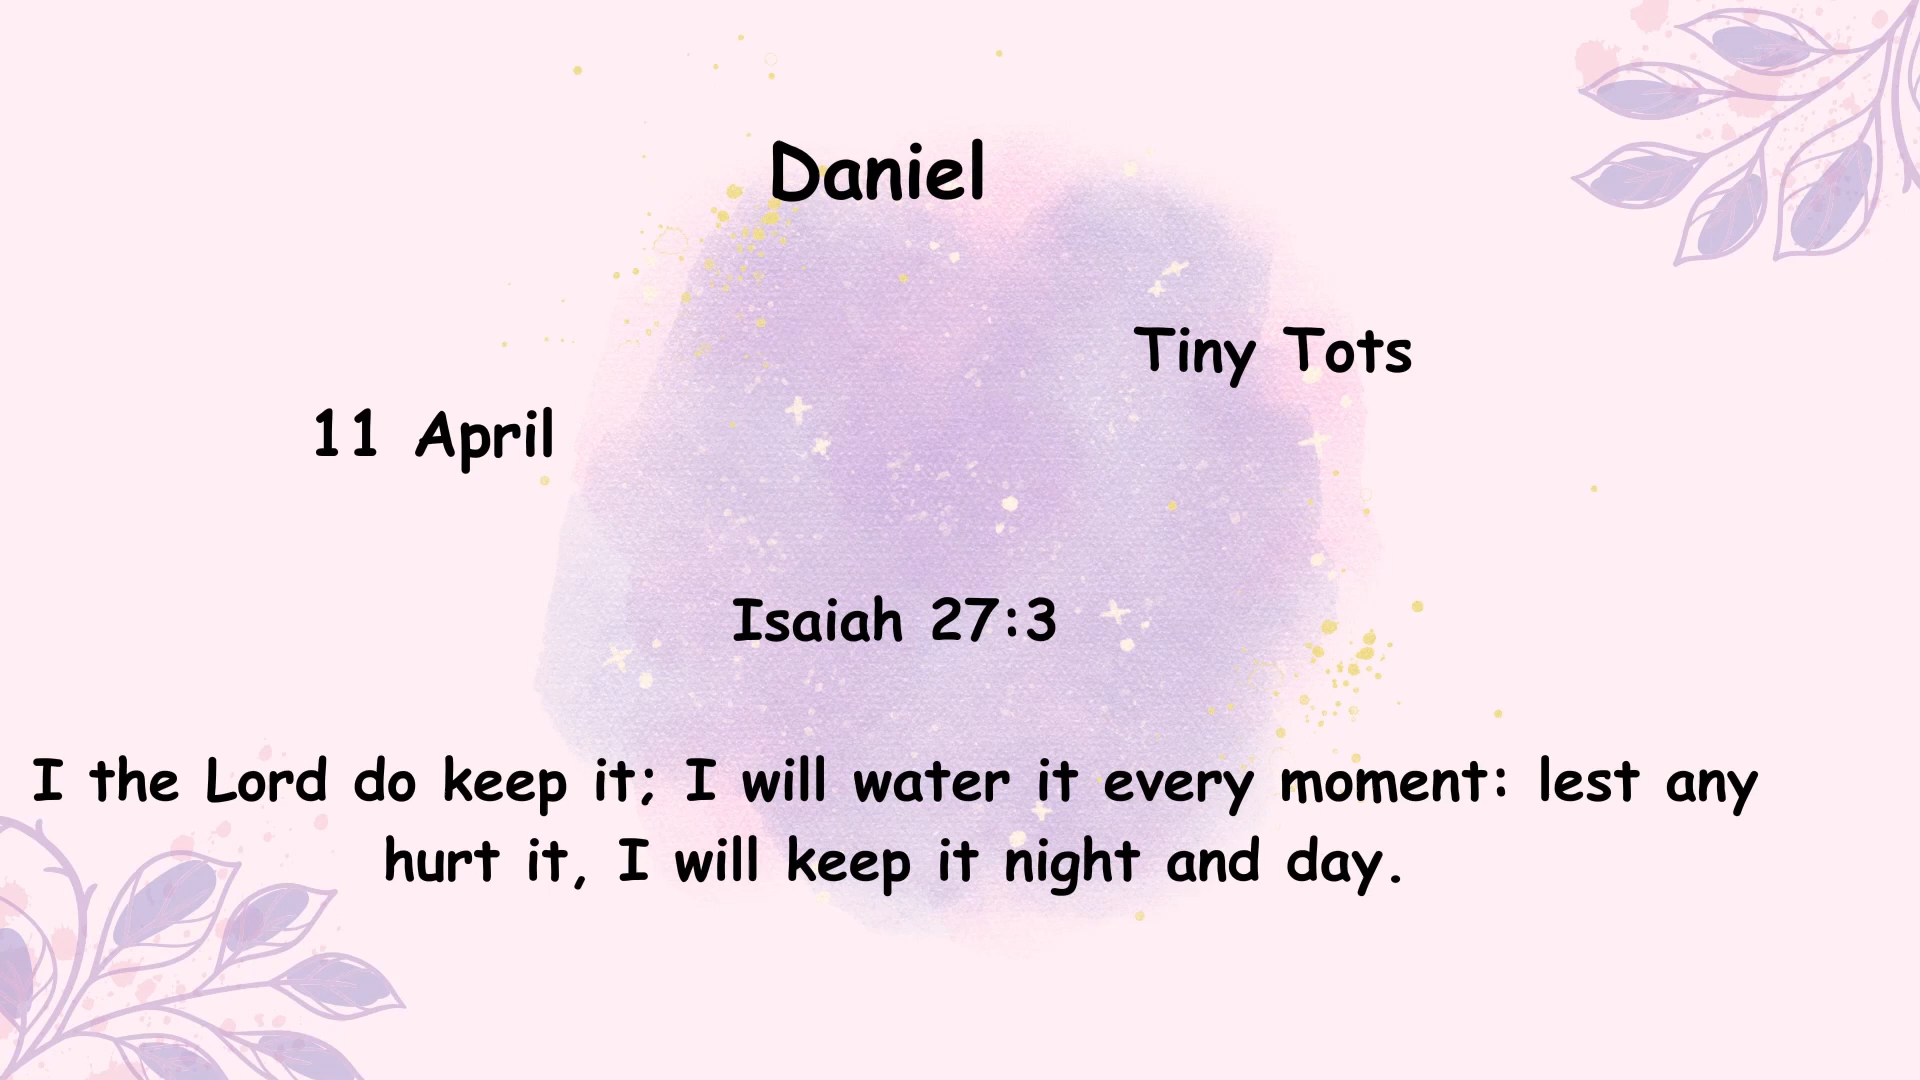 Daniel
Tiny Tots
11 April
Isaiah 27:3
I the Lord do keep it; I will water it every moment: lest any
hurt it, I will keep it night and day.